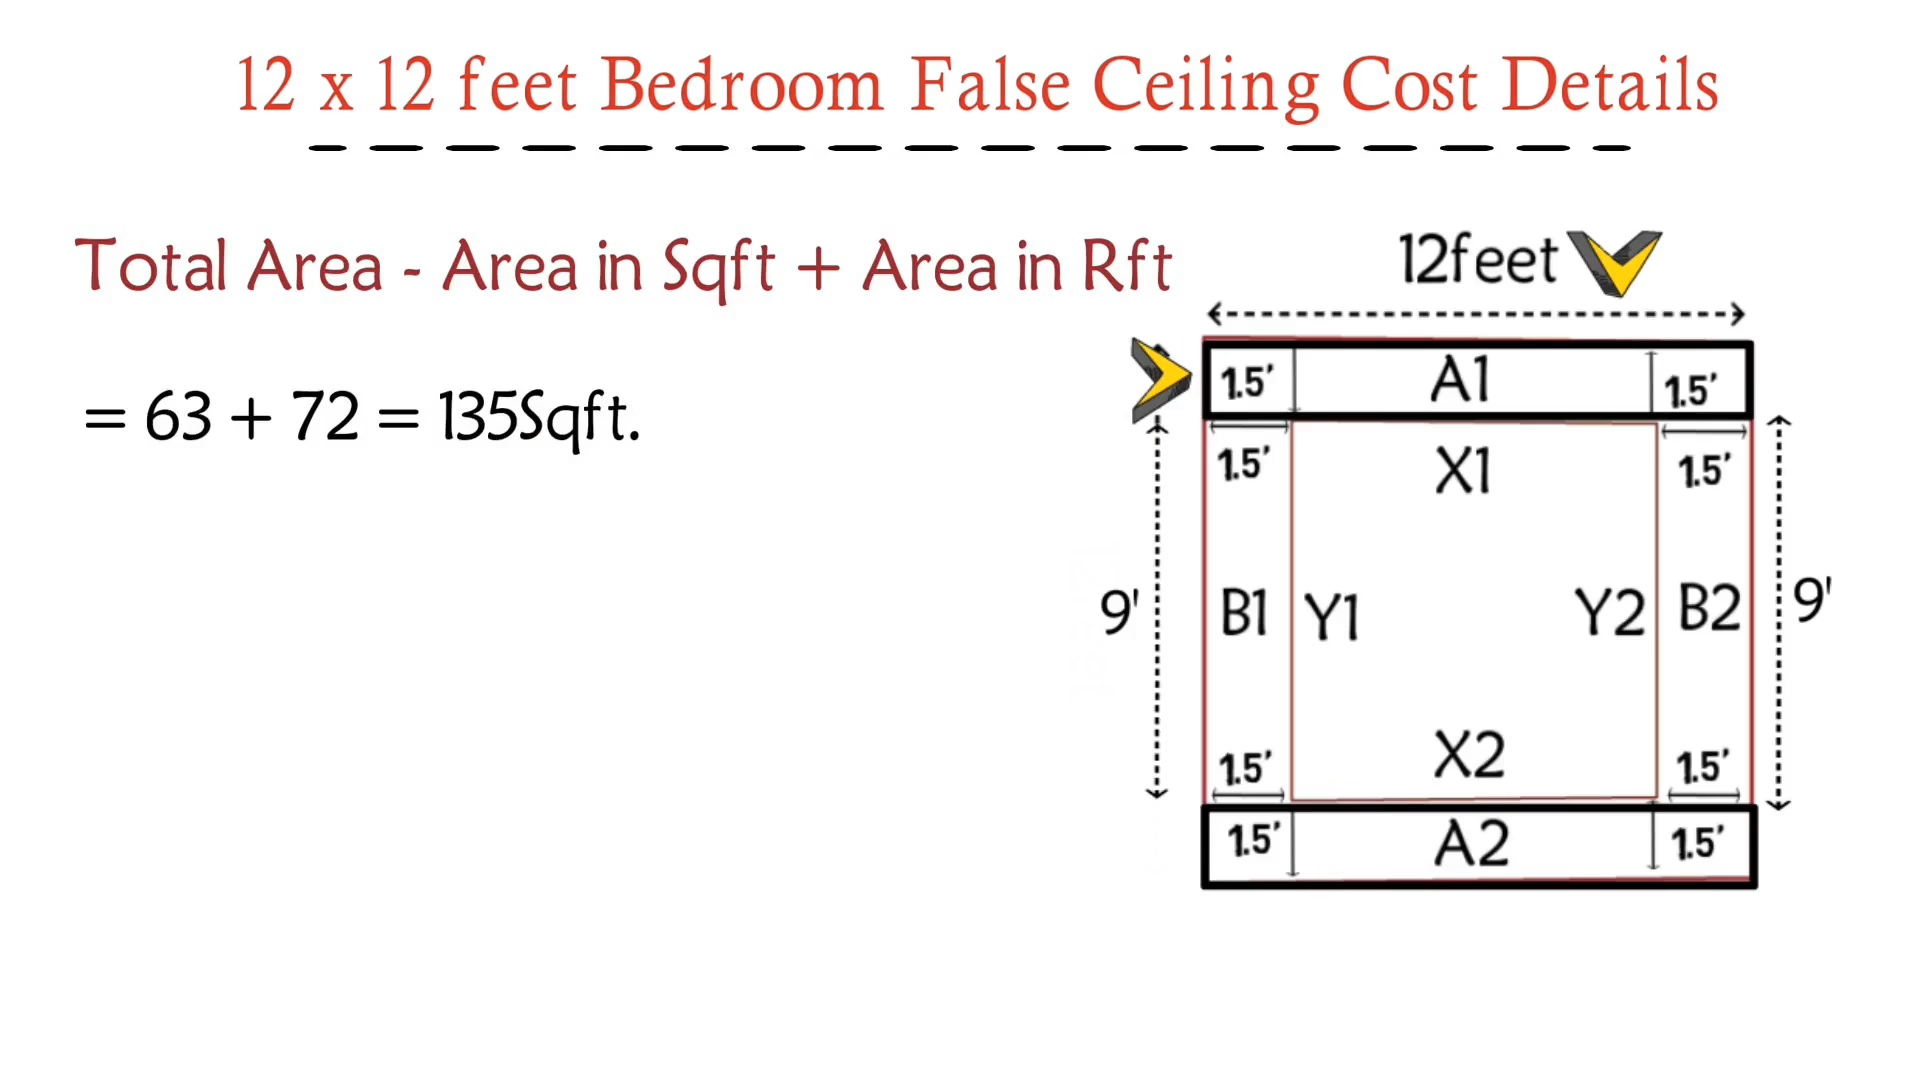 12 x 12 feet Bedroom False Ceiling Cost Details
Total Area - Area in Sqft + Area in Rft
= 63 + 72 = 135Sqft.
12feet
1.5' A1 1.5'
1.5' X1 1.5'
9' B1 Y1 Y2 B2 9'
1.5' X2 1.5'
1.5' A2 1.5'